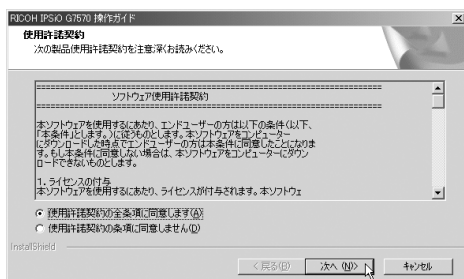 RICOH IPSiO G7570 操作ガイド
使用許諾契約
次の製品使用許諾契約を注意深くお読みください。
ソフトウェア使用許諾契約
本ソフトウェアを使用するにあたり、エンドユーザーの方は以下の条件(以下、
「本条件」とします。)に従うものとします。本ソフトウェアをコンピューター
にダウンロードした時点でエンドユーザーの方は本条件に同意したことになりま
す。もし本条件に同意しない場合は、本ソフトウェアをコンピューターにダウン
ロードできないものとします。
1. ライセンスの付与
本ソフトウェアを使用するにあたり、ライセンスが付与されます。本ソフトウェ
使用許諾契約の全条項に同意します(A)
使用許諾契約の条項に同意しません(D)
InstallShield
< 戻る(B)
次へ (N)>
キャンセル